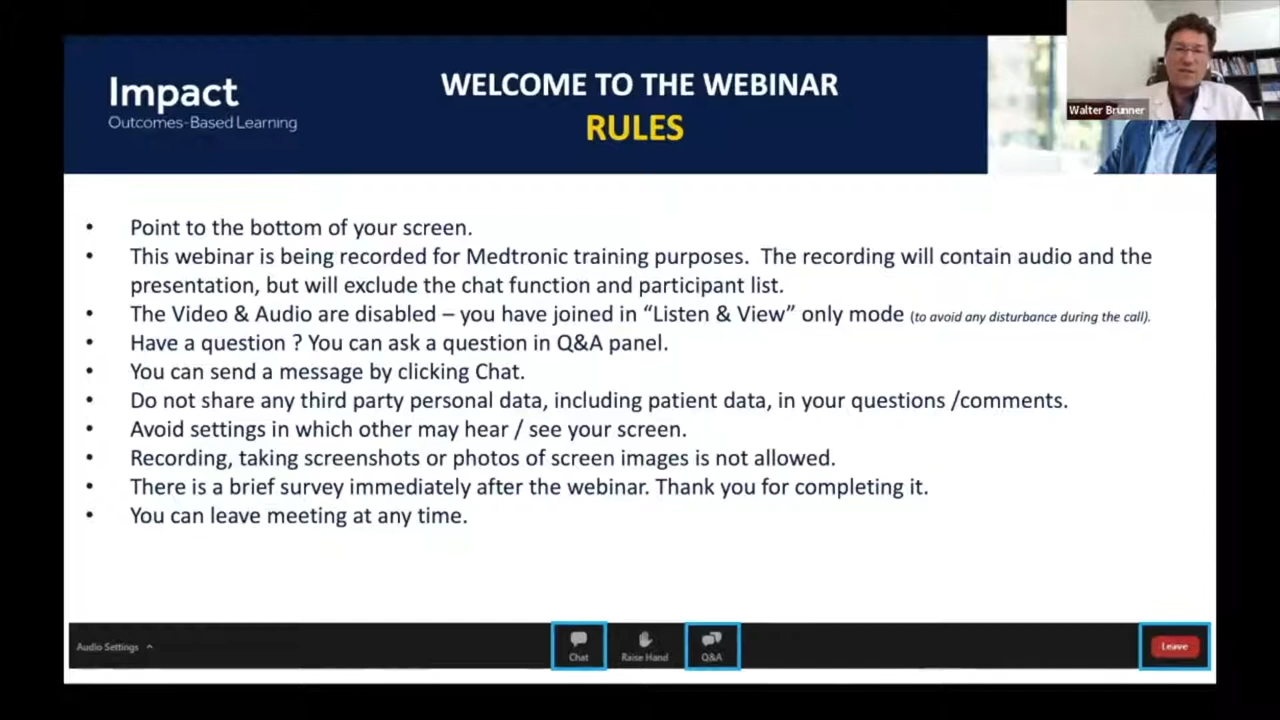 Impact
Outcomes-Based Learning
WELCOME TO THE WEBINAR
RULES
Walter Brunner
• Point to the bottom of your screen.
• This webinar is being recorded for Medtronic training purposes. The recording will contain audio and the
presentation, but will exclude the chat function and participant list.
• The Video & Audio are disabled – you have joined in “Listen & View” only mode (to avoid any disturbance during the call).
• Have a question ? You can ask a question in Q&A panel.
• You can send a message by clicking Chat.
• Do not share any third party personal data, including patient data, in your questions /comments.
• Avoid settings in which other may hear / see your screen.
• Recording, taking screenshots or photos of screen images is not allowed.
• There is a brief survey immediately after the webinar. Thank you for completing it.
• You can leave meeting at any time.
Audio Settings
Chat
Raise Hand
Q&A
Leave